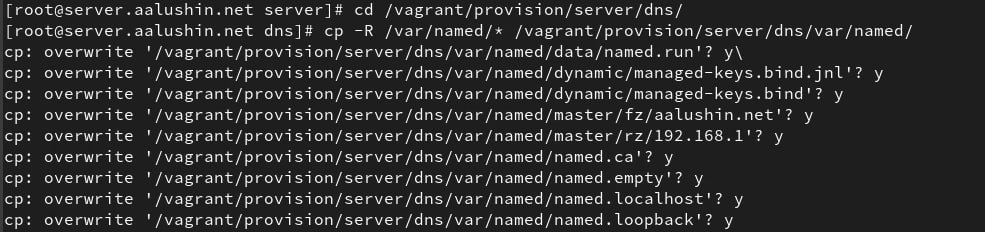 [root@server.aalushin.net server]# cd /vagrant/provision/server/dns/
[root@server.aalushin.net dns]# cp -R /var/named/* /vagrant/provision/server/dns/var/named/
cp: overwrite '/vagrant/provision/server/dns/var/named/data/named.run'? y\
cp: overwrite '/vagrant/provision/server/dns/var/named/dynamic/managed-keys.bind.jnl'? y
cp: overwrite '/vagrant/provision/server/dns/var/named/dynamic/managed-keys.bind'? y
cp: overwrite '/vagrant/provision/server/dns/var/named/master/fz/aalushin.net'? y
cp: overwrite '/vagrant/provision/server/dns/var/named/master/rz/192.168.1'? y
cp: overwrite '/vagrant/provision/server/dns/var/named/named.ca'? y
cp: overwrite '/vagrant/provision/server/dns/var/named/named.empty'? y
cp: overwrite '/vagrant/provision/server/dns/var/named/named.localhost'? y
cp: overwrite '/vagrant/provision/server/dns/var/named/named.loopback'? y